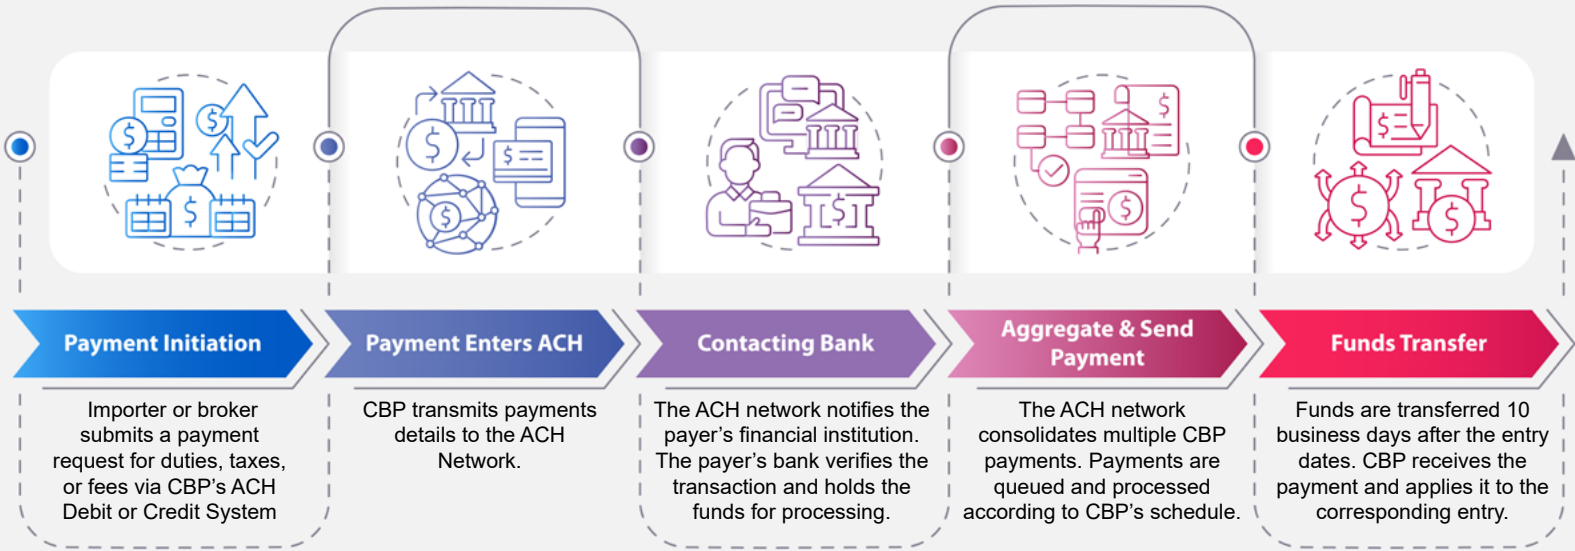 Payment Initiation
Importer or broker
submits a payment
request for duties, taxes,
or fees via CBP's ACH
Debit or Credit System
Payment Enters ACH
CBP transmits payments
details to the ACH
Network.
Contacting Bank
The ACH network notifies the
payer's financial institution.
The payer's bank verifies the
transaction and holds the
funds for processing.
Aggregate & Send
Payment
The ACH network
consolidates multiple CBP
payments. Payments are
queued and processed
according to CBP's schedule.
Funds Transfer
Funds are transferred 10
business days after the entry
dates. CBP receives the
payment and applies it to the
corresponding entry.